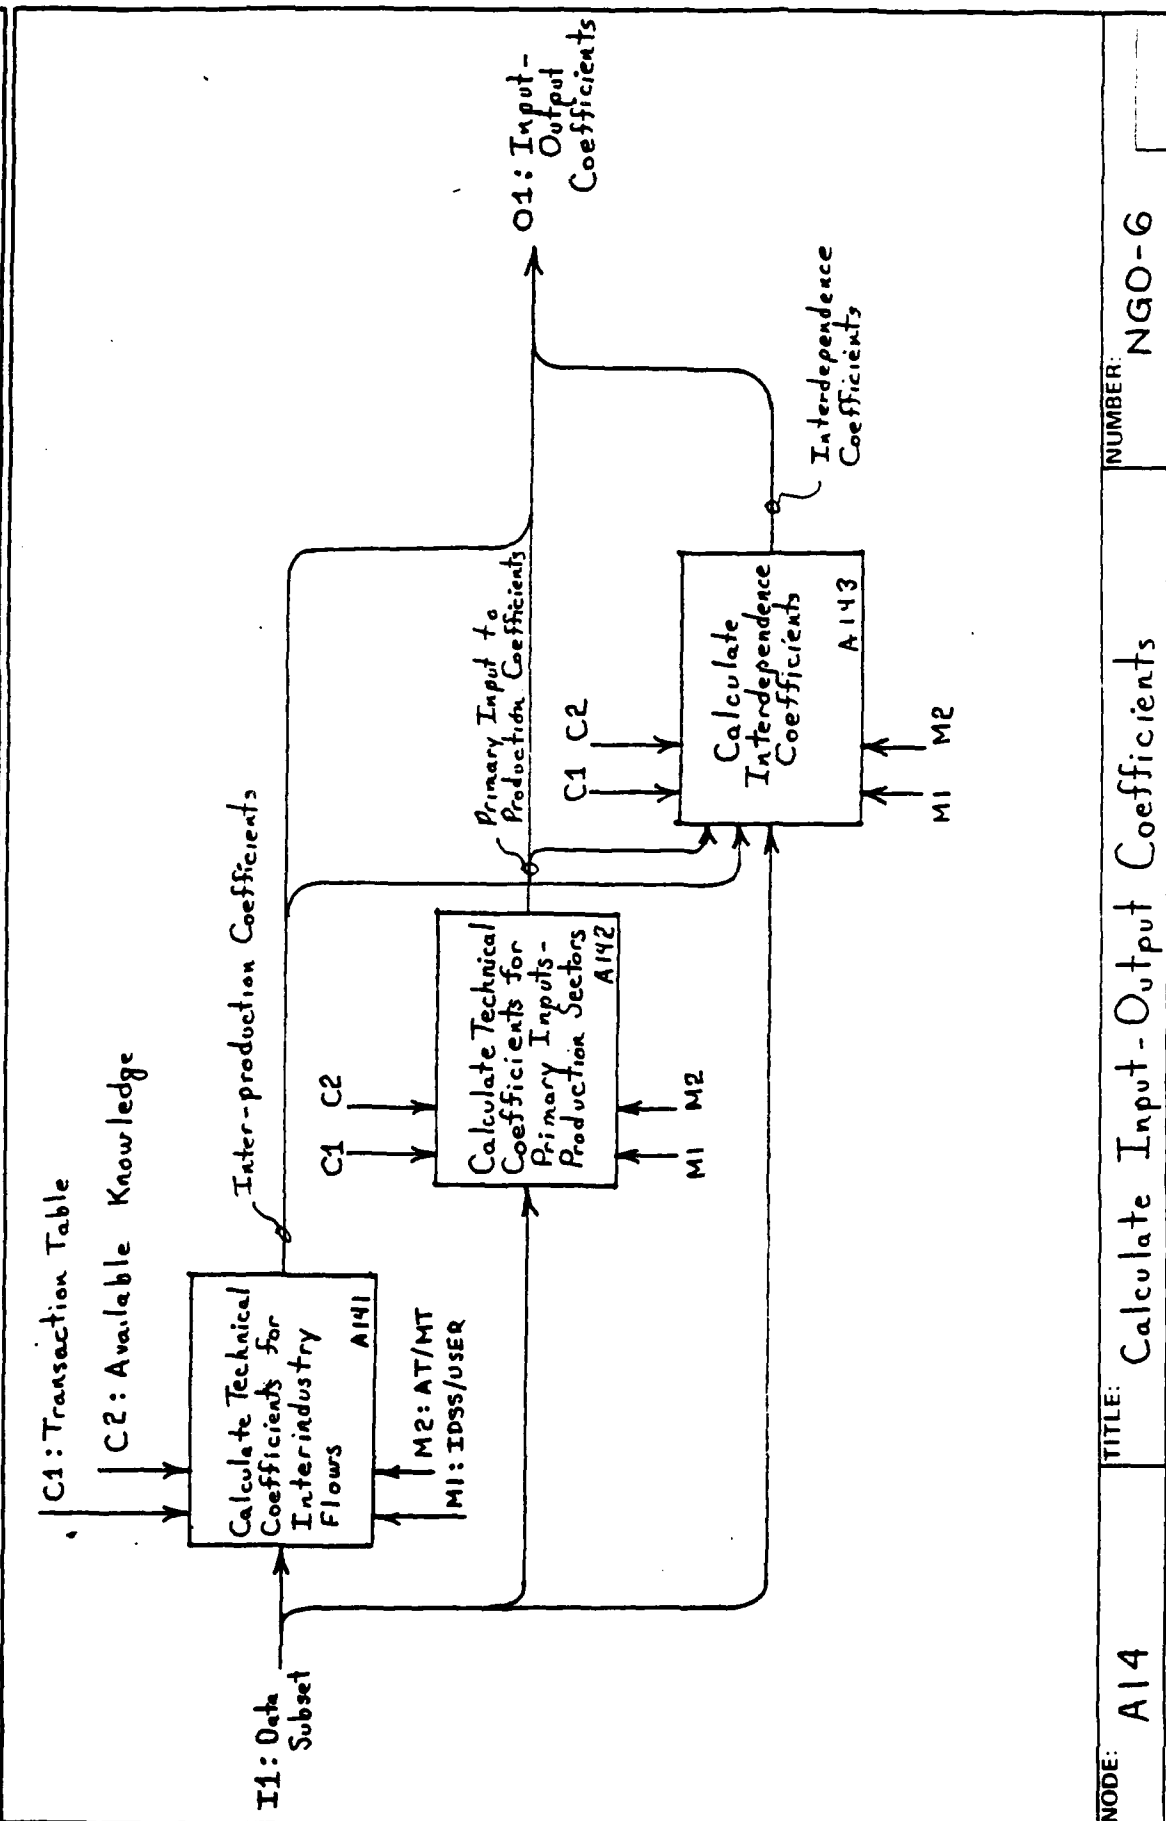 C1: Transaction Table
C2: Available Knowledge
I1: Data
Subset
Calculate Technical
Coefficients for
Interindustry
Flows
A141
M2: AT/MT
M1: IDSS/USER
Inter-production Coefficients
C1
C2
Calculate Technical
Coefficients for
Primary Inputs-
Production Sectors
A142
M1
M2
Primary Input to
Production Coefficients
C1
C2
Calculate
Interdependence
Coefficients
A143
M1
M2
Interdependence
Coefficients
O1: Input-
Output
Coefficients
NODE: A14
TITLE: Calculate Input-Output Coefficients
NUMBER: NGO-6